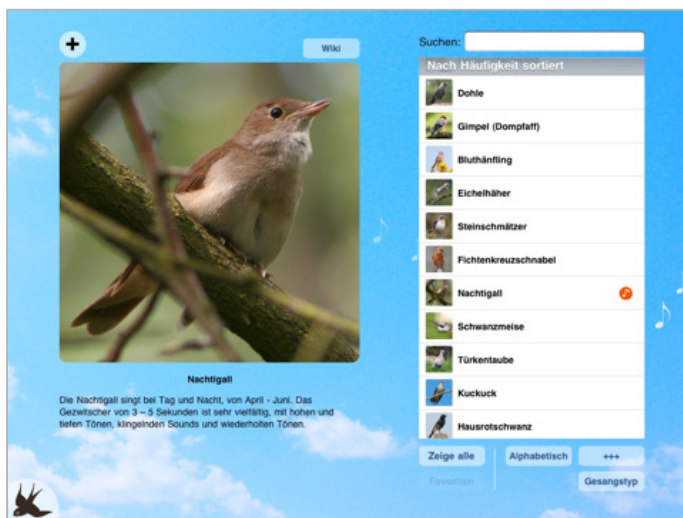 Wiki
Nachtigall
Die Nachtigall singt bei Tag und Nacht, von April - Juni. Das
Gezwitscher von 3 – 5 Sekunden ist sehr vielfältig, mit hohen und
tiefen Tönen, klingelnden Sounds und wiederholten Tönen.
Suchen:
Nach Häufigkeit sortiert
Dohle
Gimpel (Dompfaff)
Bluthänfling
Eichelhäher
Steinschmätzer
Fichtenkreuzschnabel
Nachtigall
Schwanzmeise
Türkentaube
Kuckuck
Hausrotschwanz
Zeige alle
Alphabetisch
+++
Favoriten
Gesangstyp